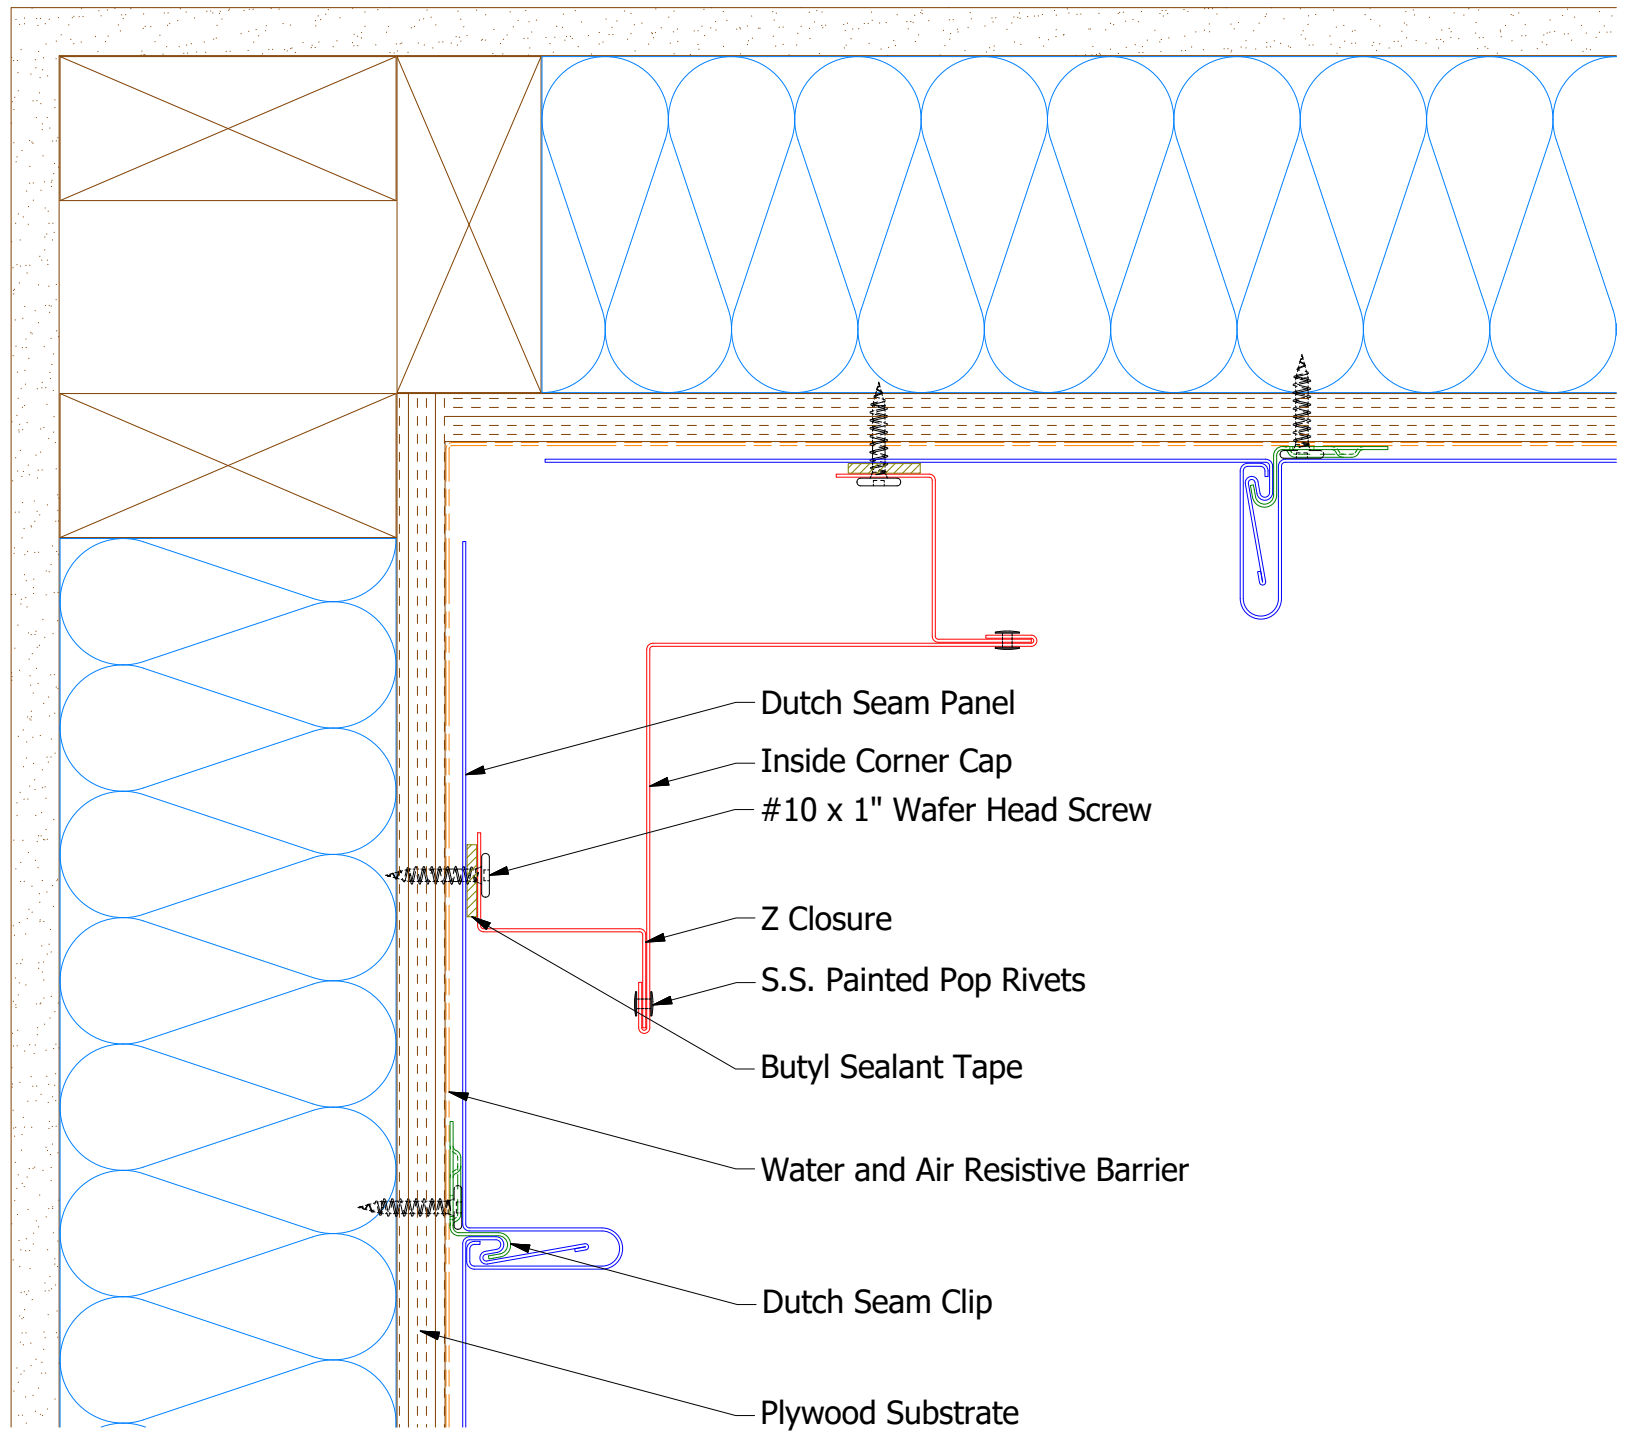 Dutch Seam Panel
Inside Corner Cap
#10 x 1" Wafer Head Screw
Z Closure
S.S. Painted Pop Rivets
Butyl Sealant Tape
Water and Air Resistive Barrier
Dutch Seam Clip
Plywood Substrate